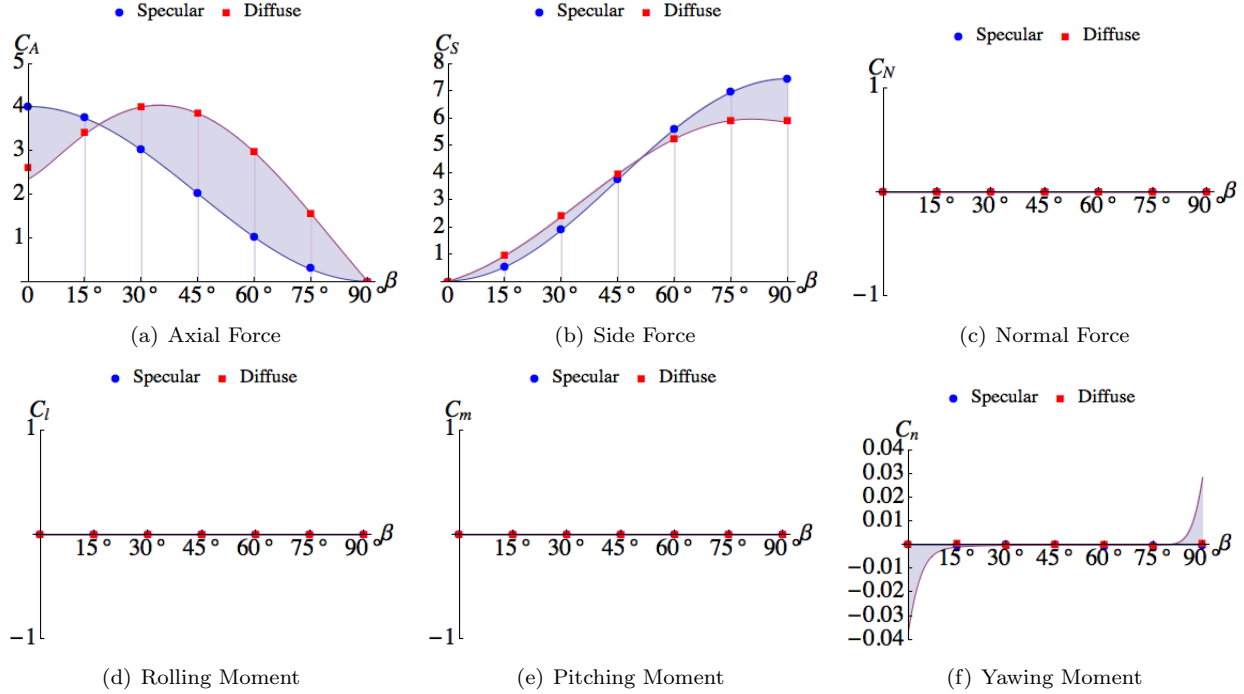 Specular Diffuse
C_A
5
4
3
2
1
0 15° 30° 45° 60° 75° 90° β
(a) Axial Force
Specular Diffuse
C_S
8
7
6
5
4
3
2
1
0 15° 30° 45° 60° 75° 90° β
(b) Side Force
Specular Diffuse
C_N
1
15° 30° 45° 60° 75° 90° β
−1
(c) Normal Force
Specular Diffuse
C_l
1
15° 30° 45° 60° 75° 90° β
−1
(d) Rolling Moment
Specular Diffuse
C_m
1
15° 30° 45° 60° 75° 90° β
−1
(e) Pitching Moment
Specular Diffuse
C_n
0.04
0.03
0.02
0.01
15° 30° 45° 60° 75° 90° β
−0.01
−0.02
−0.03
−0.04
(f) Yawing Moment